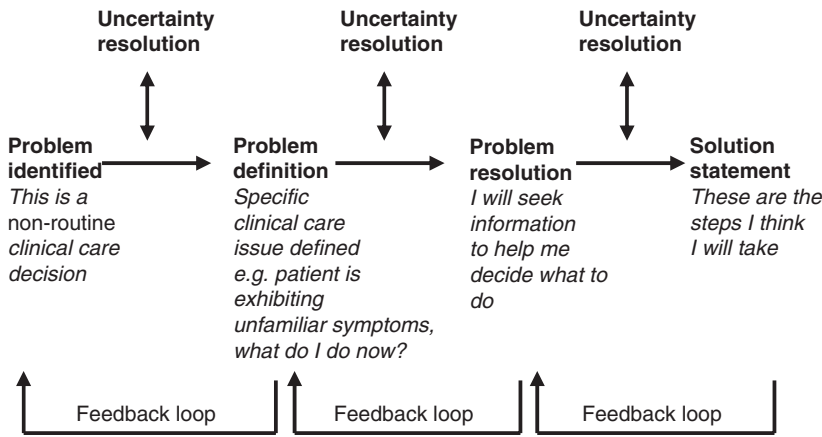 Uncertainty
resolution
Uncertainty
resolution
Uncertainty
resolution
Problem
identified
This is a
non-routine
clinical care
decision
Problem
definition
Specific
clinical care
issue defined
e.g. patient is
exhibiting
unfamiliar symptoms,
what do I do now?
Problem
resolution
I will seek
information
to help me
decide what to
do
Solution
statement
These are the
steps I think
I will take
Feedback loop
Feedback loop
Feedback loop